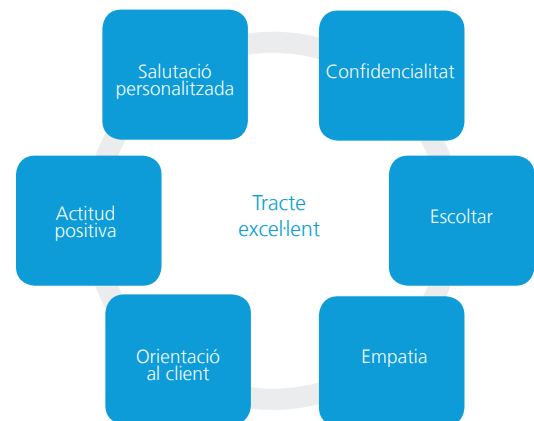 Salutació
personalitzada
Confidencialitat
Actitud
positiva
Tracte
excel·lent
Escoltar
Orientació
al client
Empatia